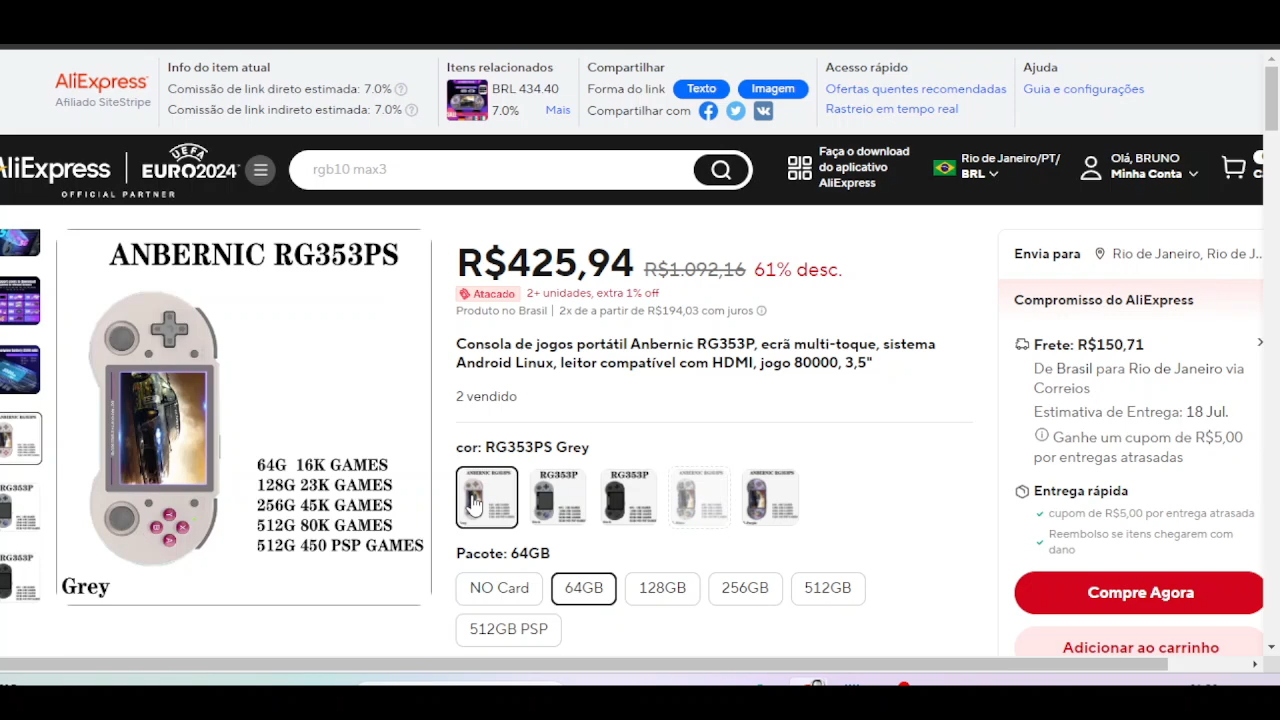 AliExpress
Afiliado SiteStripe
Info do item atual
Comissão de link direto estimada: 7.0%
Comissão de link indireto estimada: 7.0%
Itens relacionados
BRL 434.40
7.0% Mais
Compartilhar
Forma do link Texto Imagem
Compartilhar com
Acesso rápido
Ofertas quentes recomendadas
Rastreio em tempo real
Ajuda
Guia e configurações
AliExpress
UEFA
EURO2024
OFFICIAL PARTNER
rgb10 max3
Faça o download
do aplicativo
AliExpress
Rio de Janeiro/PT/
BRL
Olá, BRUNO
Minha Conta
ANBERNIC RG353PS
64G 16K GAMES
128G 23K GAMES
256G 45K GAMES
512G 80K GAMES
512G 450 PSP GAMES
Grey
R$425,94 R$1.092,16 61% desc.
Atacado 2+ unidades, extra 1% off
Produto no Brasil | 2x de a partir de R$194,03 com juros
Consola de jogos portátil Anbernic RG353P, ecrã multi-toque, sistema
Android Linux, leitor compatível com HDMI, jogo 80000, 3,5"
2 vendido
cor: RG353PS Grey
ANBERNIC RG353PS
RG353P
RG353P
Pacote: 64GB
NO Card 64GB 128GB 256GB 512GB
512GB PSP
Envia para Rio de Janeiro, Rio de J...
Compromisso do AliExpress
Frete: R$150,71
De Brasil para Rio de Janeiro via
Correios
Estimativa de Entrega: 18 Jul.
Ganhe um cupom de R$5,00
por entregas atrasadas
Entrega rápida
cupom de R$5,00 por entrega atrasada
Reembolso se itens chegarem com
dano
Compre Agora
Adicionar ao carrinho